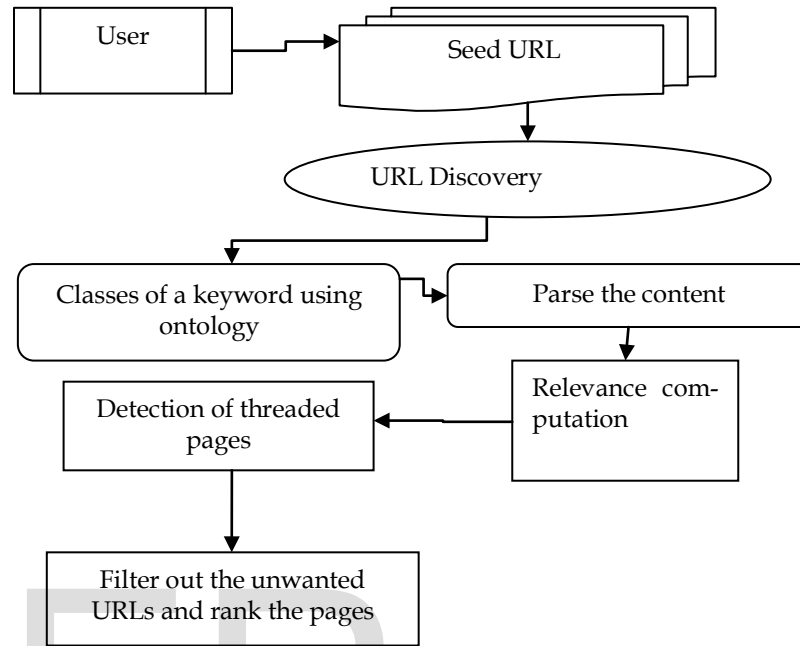 User
Seed URL
URL Discovery
Classes of a keyword using
ontology
Parse the content
Relevance com-
putation
Detection of threaded
pages
Filter out the unwanted
URLs and rank the pages